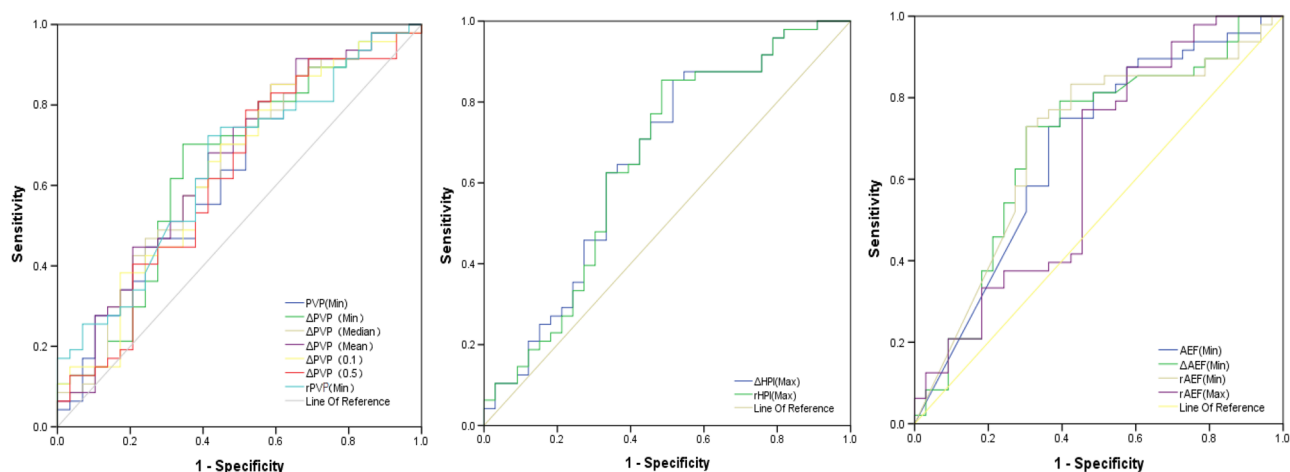 1.0
0.8
0.6
0.4
0.2
0.0
Sensitivity
0.0 0.2 0.4 0.6 0.8 1.0
1 - Specificity
PVP(Min)
ΔPVP（Min)
ΔPVP（Median)
ΔPVP（Mean)
ΔPVP（0.1)
ΔPVP（0.5)
rPVP(Min)
Line Of Reference
1.0
0.8
0.6
0.4
0.2
0.0
Sensitivity
0.0 0.2 0.4 0.6 0.8 1.0
1 - Specificity
ΔHPI(Max)
rHPI(Max)
Line Of Reference
1.0
0.8
0.6
0.4
0.2
0.0
Sensitivity
0.0 0.2 0.4 0.6 0.8 1.0
1 - Specificity
AEF(Min)
ΔAEF(Min)
rAEF(Min)
rAEF(Max)
Line Of Reference